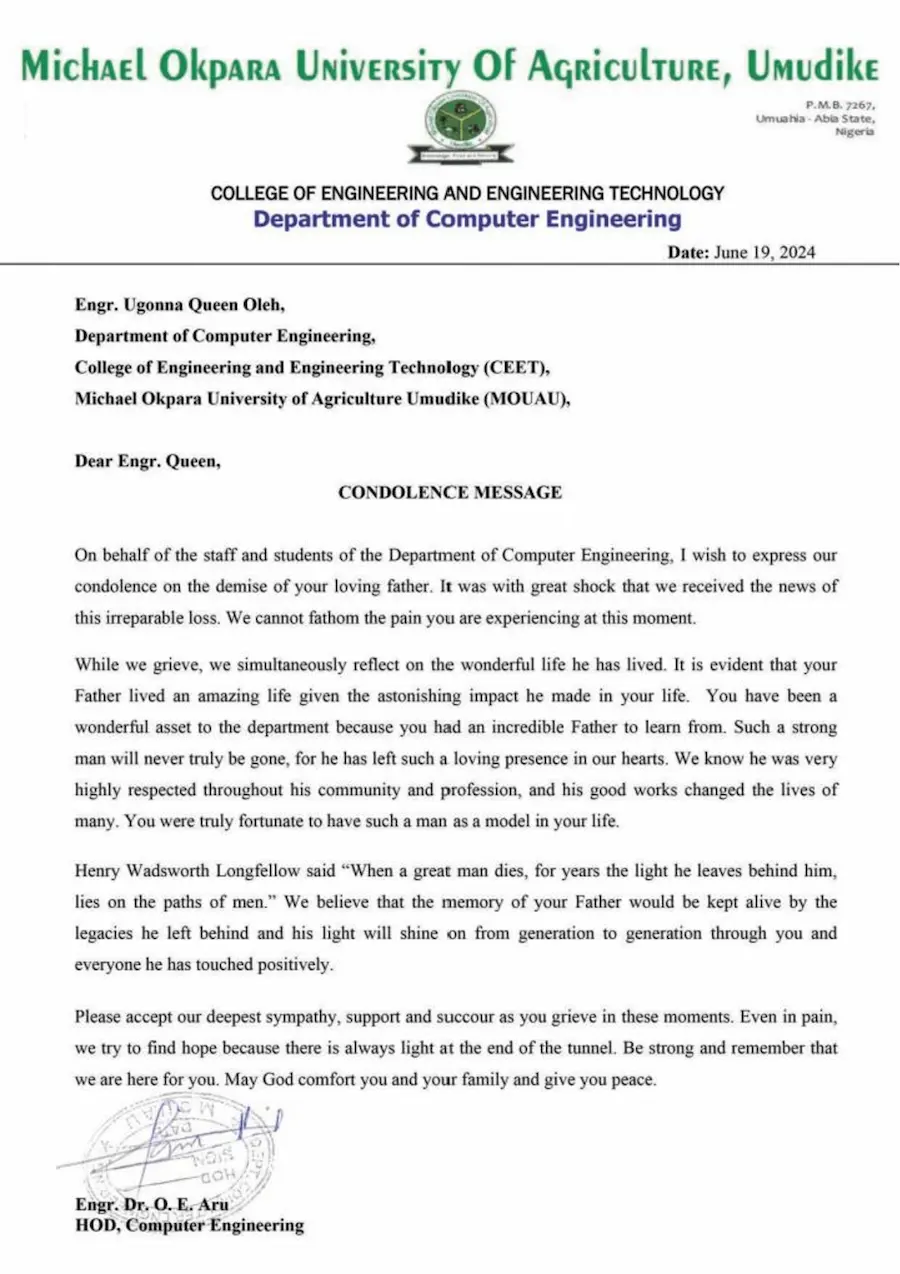 Michael Okpara University Of Agriculture, Umudike
P.M.B. 7267,
Umuahia - Abia State,
Nigeria
COLLEGE OF ENGINEERING AND ENGINEERING TECHNOLOGY
Department of Computer Engineering
Date: June 19, 2024
Engr. Ugonna Queen Oleh,
Department of Computer Engineering,
College of Engineering and Engineering Technology (CEET),
Michael Okpara University of Agriculture Umudike (MOUAU),
Dear Engr. Queen,
CONDOLENCE MESSAGE
On behalf of the staff and students of the Department of Computer Engineering, I wish to express our
condolence on the demise of your loving father. It was with great shock that we received the news of
this irreparable loss. We cannot fathom the pain you are experiencing at this moment.
While we grieve, we simultaneously reflect on the wonderful life he has lived. It is evident that your
Father lived an amazing life given the astonishing impact he made in your life. You have been a
wonderful asset to the department because you had an incredible Father to learn from. Such a strong
man will never truly be gone, for he has left such a loving presence in our hearts. We know he was very
highly respected throughout his community and profession, and his good works changed the lives of
many. You were truly fortunate to have such a man as a model in your life.
Henry Wadsworth Longfellow said “When a great man dies, for years the light he leaves behind him,
lies on the paths of men.” We believe that the memory of your Father would be kept alive by the
legacies he left behind and his light will shine on from generation to generation through you and
everyone he has touched positively.
Please accept our deepest sympathy, support and succour as you grieve in these moments. Even in pain,
we try to find hope because there is always light at the end of the tunnel. Be strong and remember that
we are here for you. May God comfort you and your family and give you peace.
MOUAU
DATE
SIGN
HOD
Engr. Dr. O. E. Aru
HOD, Computer Engineering